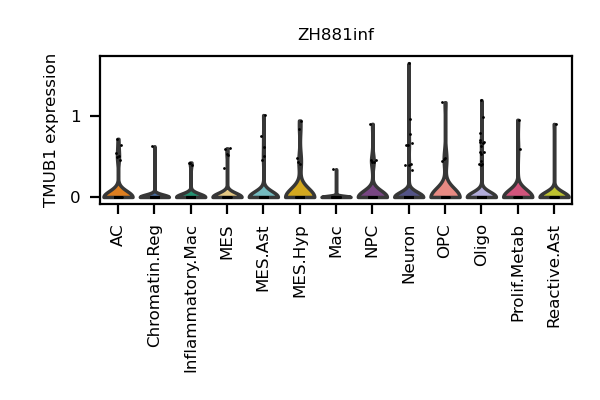 ZH881inf
TMUB1 expression
1
0
AC
Chromatin.Reg
Inflammatory.Mac
MES
MES.Ast
MES.Hyp
Mac
NPC
Neuron
OPC
Oligo
Prolif.Metab
Reactive.Ast